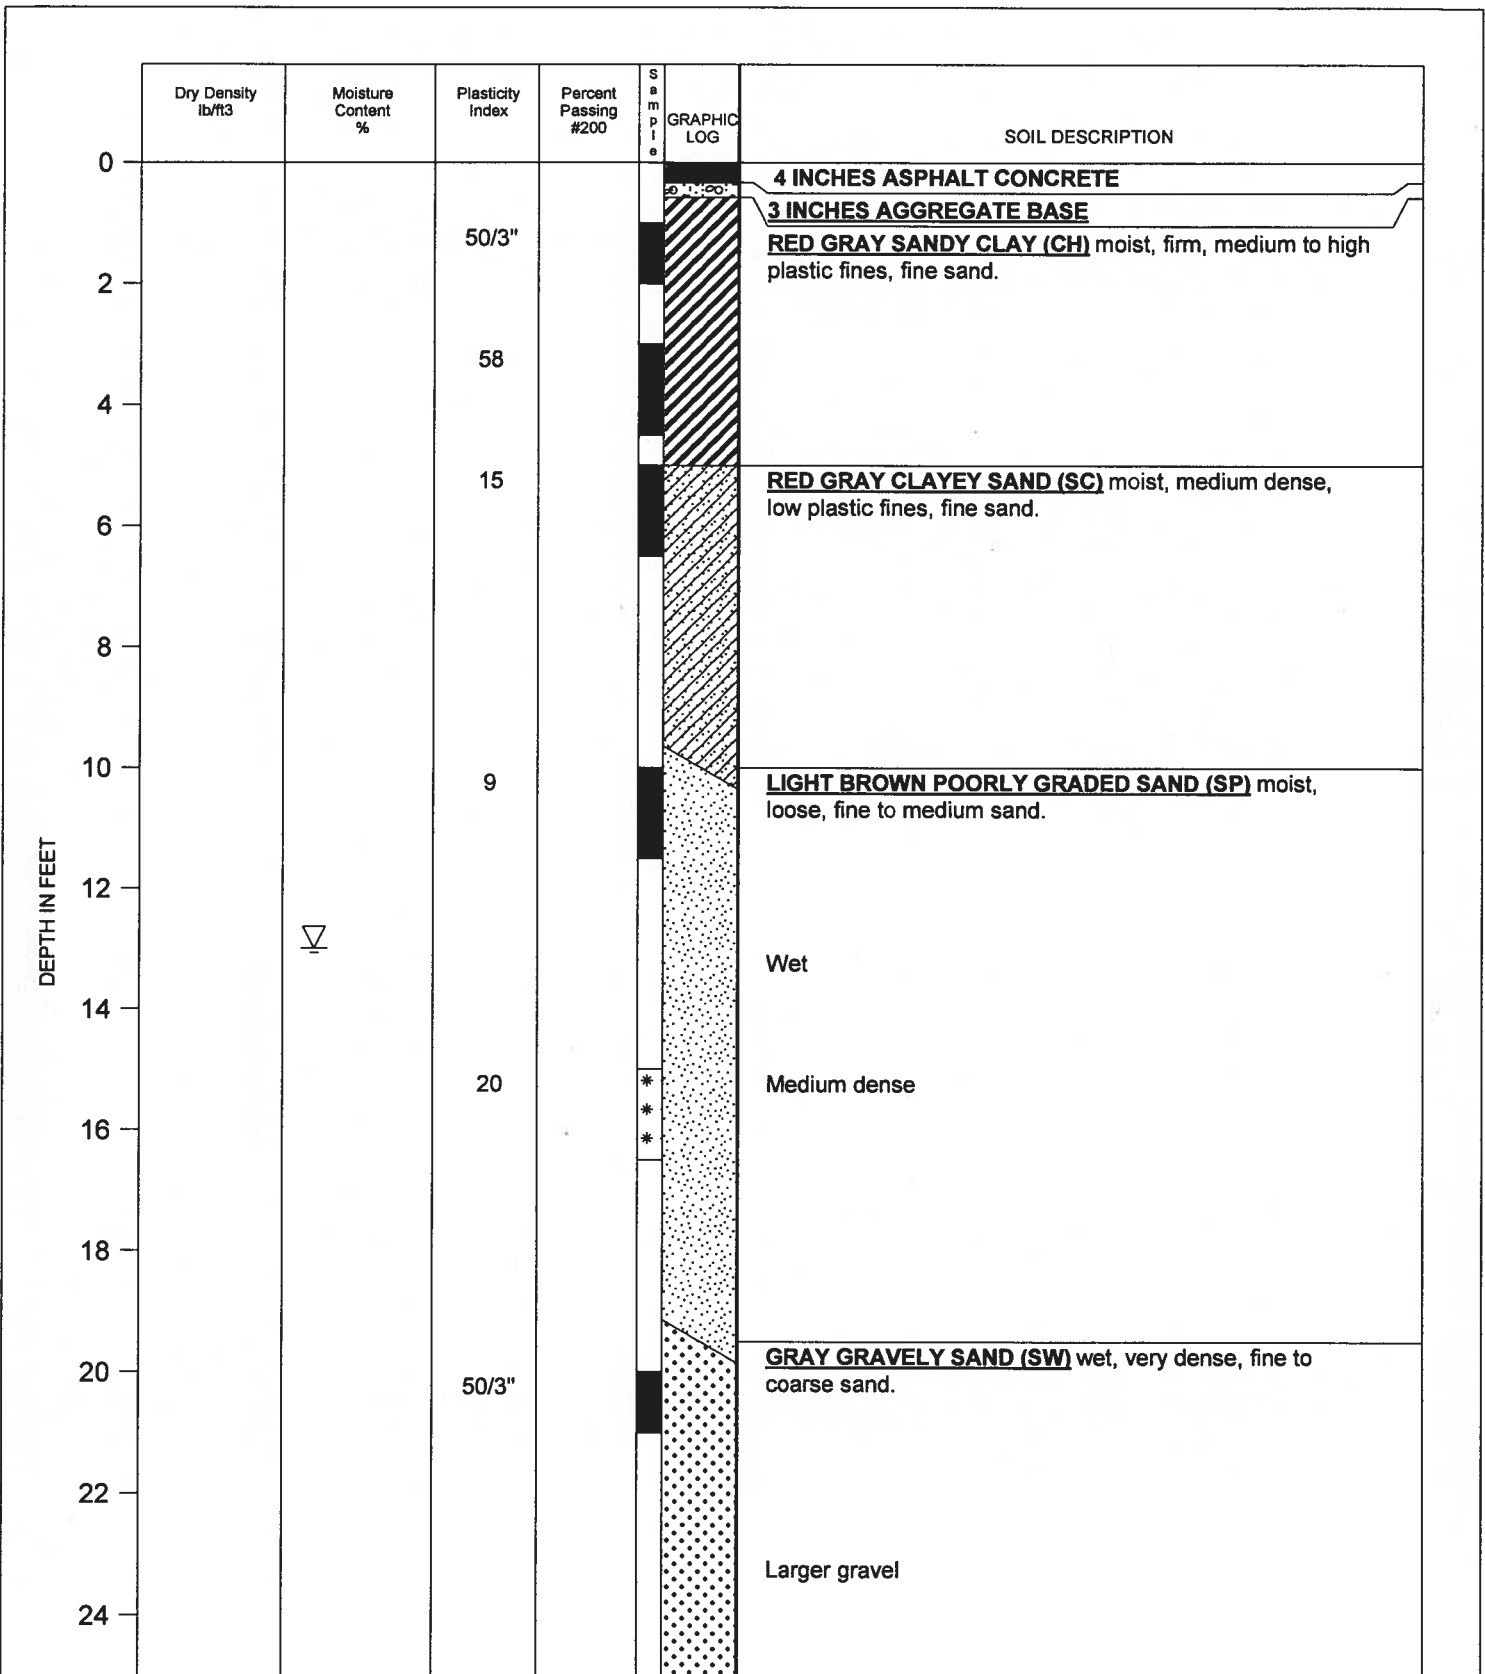 Dry Density
lb/ft3
Moisture
Content
%
Plasticity
Index
Percent
Passing
#200
Sample
GRAPHIC
LOG
SOIL DESCRIPTION
0
4 INCHES ASPHALT CONCRETE
3 INCHES AGGREGATE BASE
50/3"
RED GRAY SANDY CLAY (CH) moist, firm, medium to high
plastic fines, fine sand.
2
58
4
15
RED GRAY CLAYEY SAND (SC) moist, medium dense,
low plastic fines, fine sand.
6
8
10
9
LIGHT BROWN POORLY GRADED SAND (SP) moist,
loose, fine to medium sand.
DEPTH IN FEET
12
Wet
14
20
* 
*
*
Medium dense
16
18
GRAY GRAVELY SAND (SW) wet, very dense, fine to
coarse sand.
20
50/3"
22
Larger gravel
24